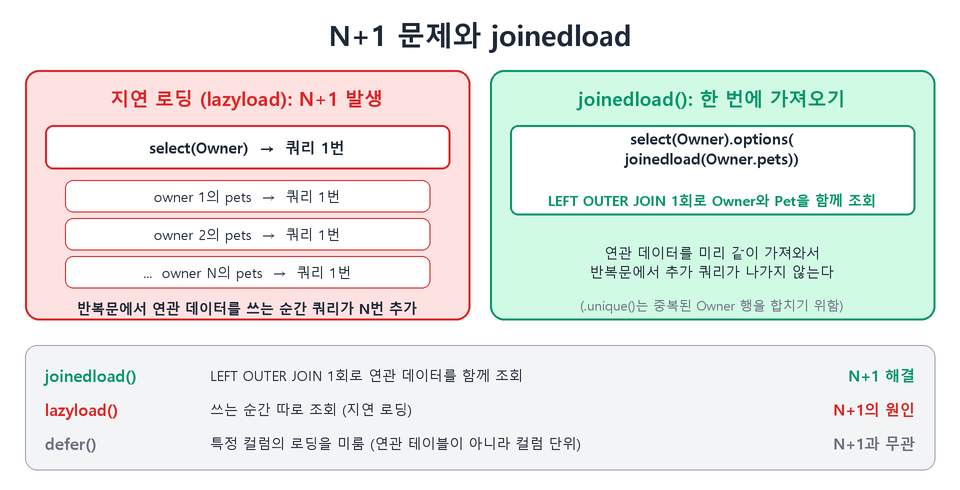 N+1 문제와 joinedload
지연 로딩 (lazyload): N+1 발생
select(Owner) → 쿼리 1번
owner 1의 pets → 쿼리 1번
owner 2의 pets → 쿼리 1번
... owner N의 pets → 쿼리 1번
반복문에서 연관 데이터를 쓰는 순간 쿼리가 N번 추가
joinedload(): 한 번에 가져오기
select(Owner).options(
joinedload(Owner.pets))
LEFT OUTER JOIN 1회로 Owner와 Pet을 함께 조회
연관 데이터를 미리 같이 가져와서
반복문에서 추가 쿼리가 나가지 않는다
(.unique()는 중복된 Owner 행을 합치기 위함)
joinedload() LEFT OUTER JOIN 1회로 연관 데이터를 함께 조회 N+1 해결
lazyload() 쓰는 순간 따로 조회 (지연 로딩) N+1의 원인
defer() 특정 컬럼의 로딩을 미룸 (연관 테이블이 아니라 컬럼 단위) N+1과 무관